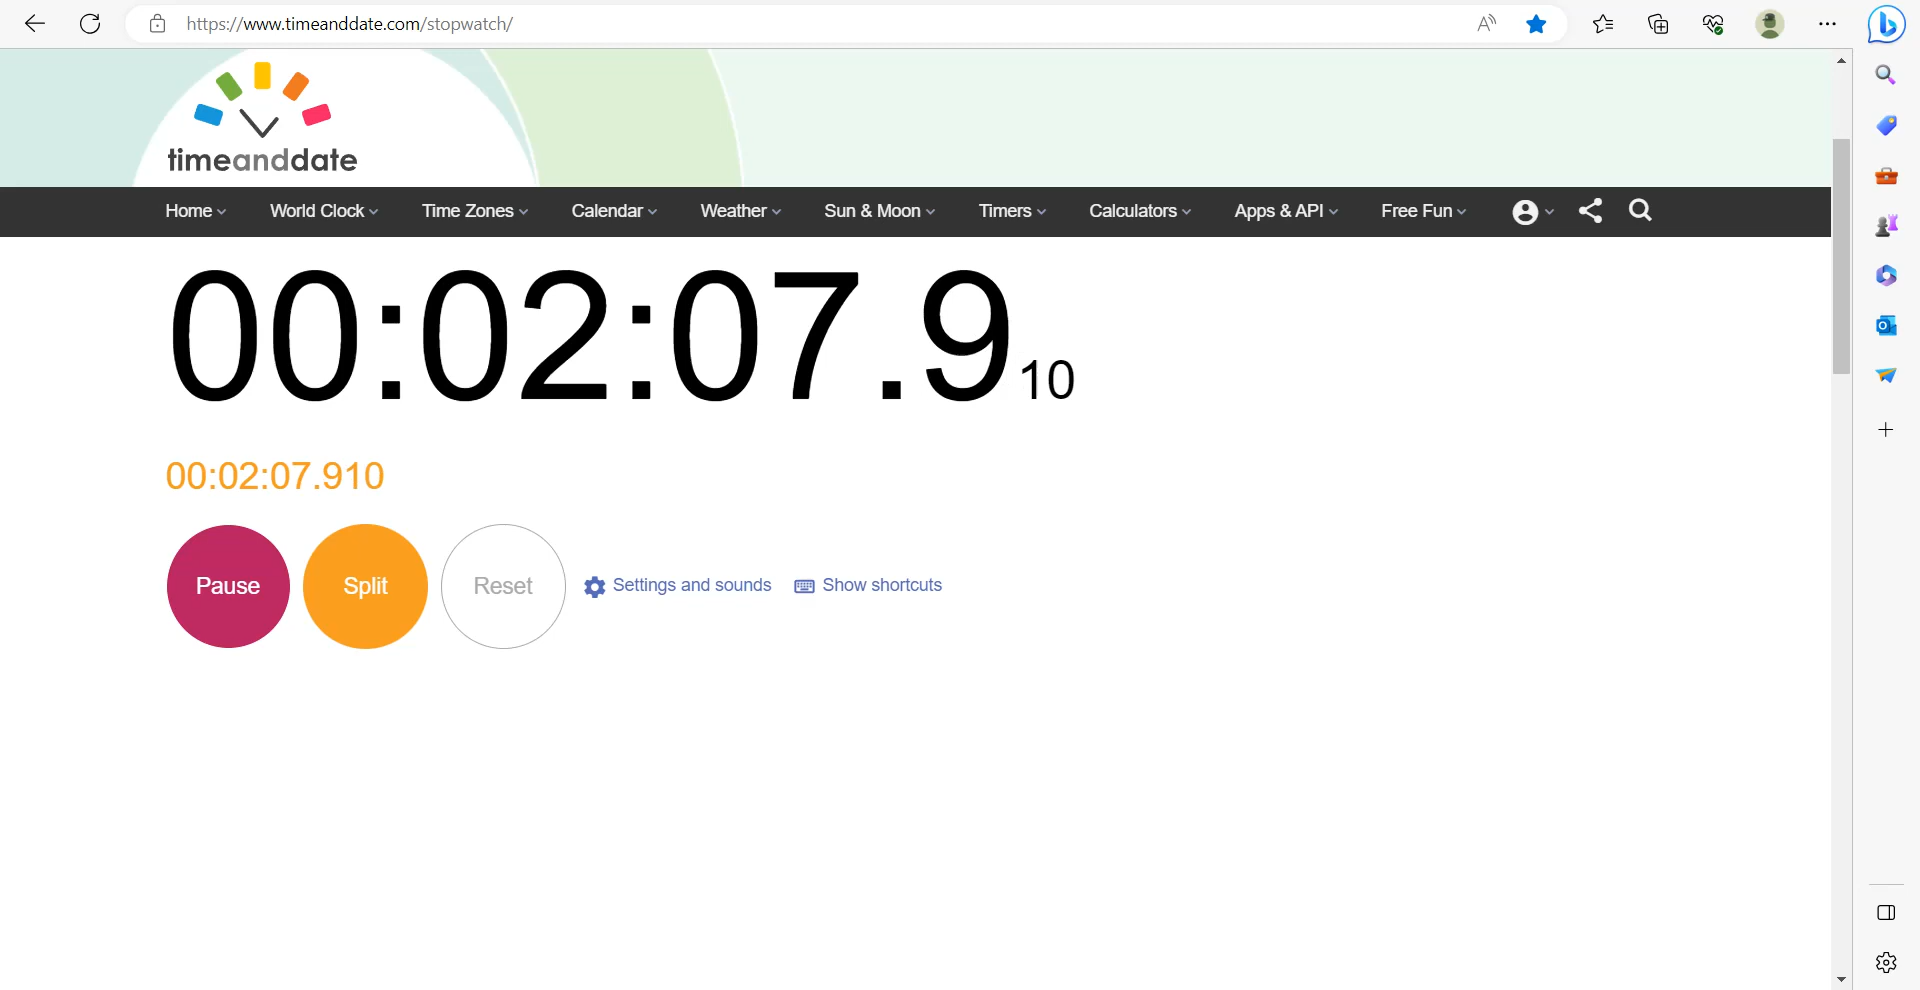 https://www.timeanddate.com/stopwatch/
timeanddate
Home World Clock Time Zones Calendar Weather Sun & Moon Timers Calculators Apps & API Free Fun
00:02:07.910
00:02:07.910
Pause Split Reset Settings and sounds Show shortcuts